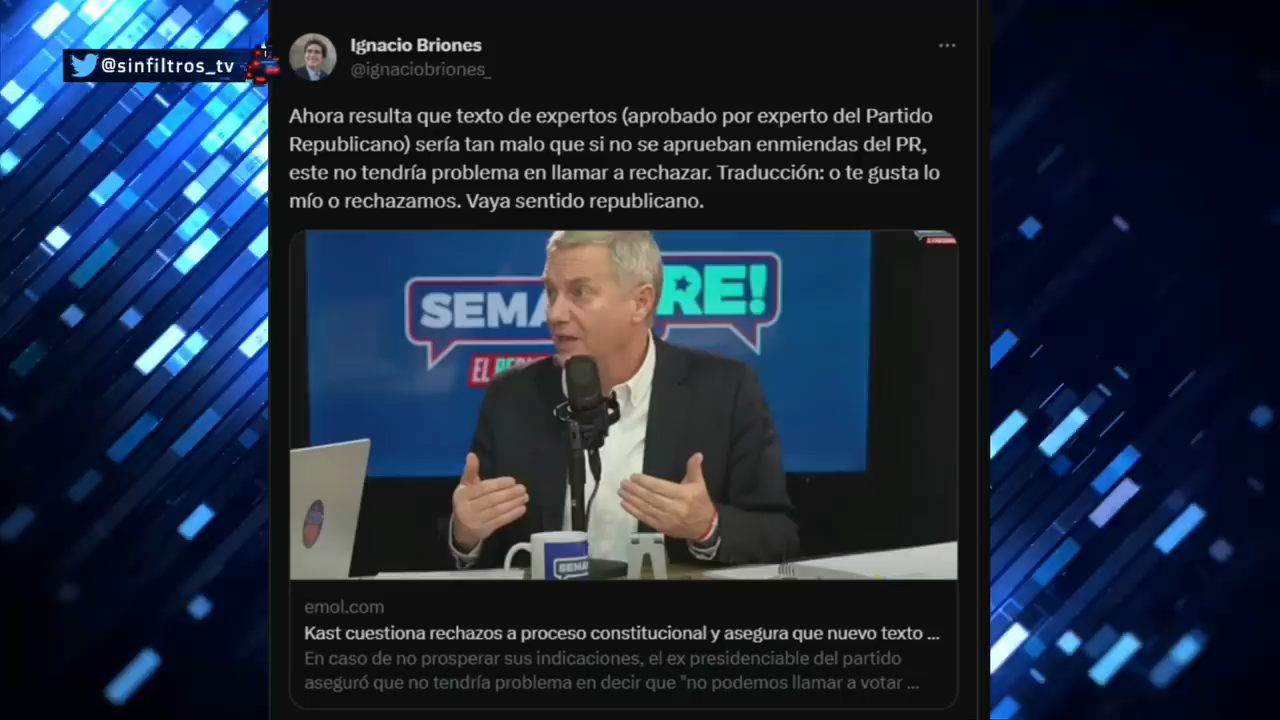 @sinfiltros_tv
Ignacio Briones
@ignaciobriones_
Ahora resulta que texto de expertos (aprobado por experto del Partido
Republicano) sería tan malo que si no se aprueban enmiendas del PR,
este no tendría problema en llamar a rechazar. Traducción: o te gusta lo
mío o rechazamos. Vaya sentido republicano.
SEMA
RE!
EL
SEMA
emol.com
Kast cuestiona rechazos a proceso constitucional y asegura que nuevo texto ...
En caso de no prosperar sus indicaciones, el ex presidenciable del partido
aseguró que no tendría problema en decir que "no podemos llamar a votar ...